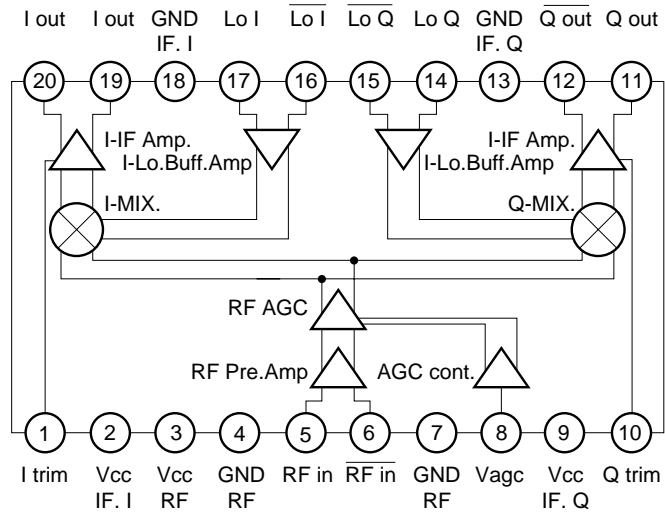 I out I out GND Lo I Lo I Lo Q Lo Q GND Q out Q out
IF. I IF. Q
20 19 18 17 16 15 14 13 12 11
I-IF Amp. I-IF Amp.
I-Lo.Buff.Amp I-Lo.Buff.Amp
I-MIX. Q-MIX.
RF AGC
RF Pre.Amp AGC cont.
1 2 3 4 5 6 7 8 9 10
I trim Vcc Vcc GND RF in RF in GND Vagc Vcc Q trim
IF. I RF RF RF IF. Q